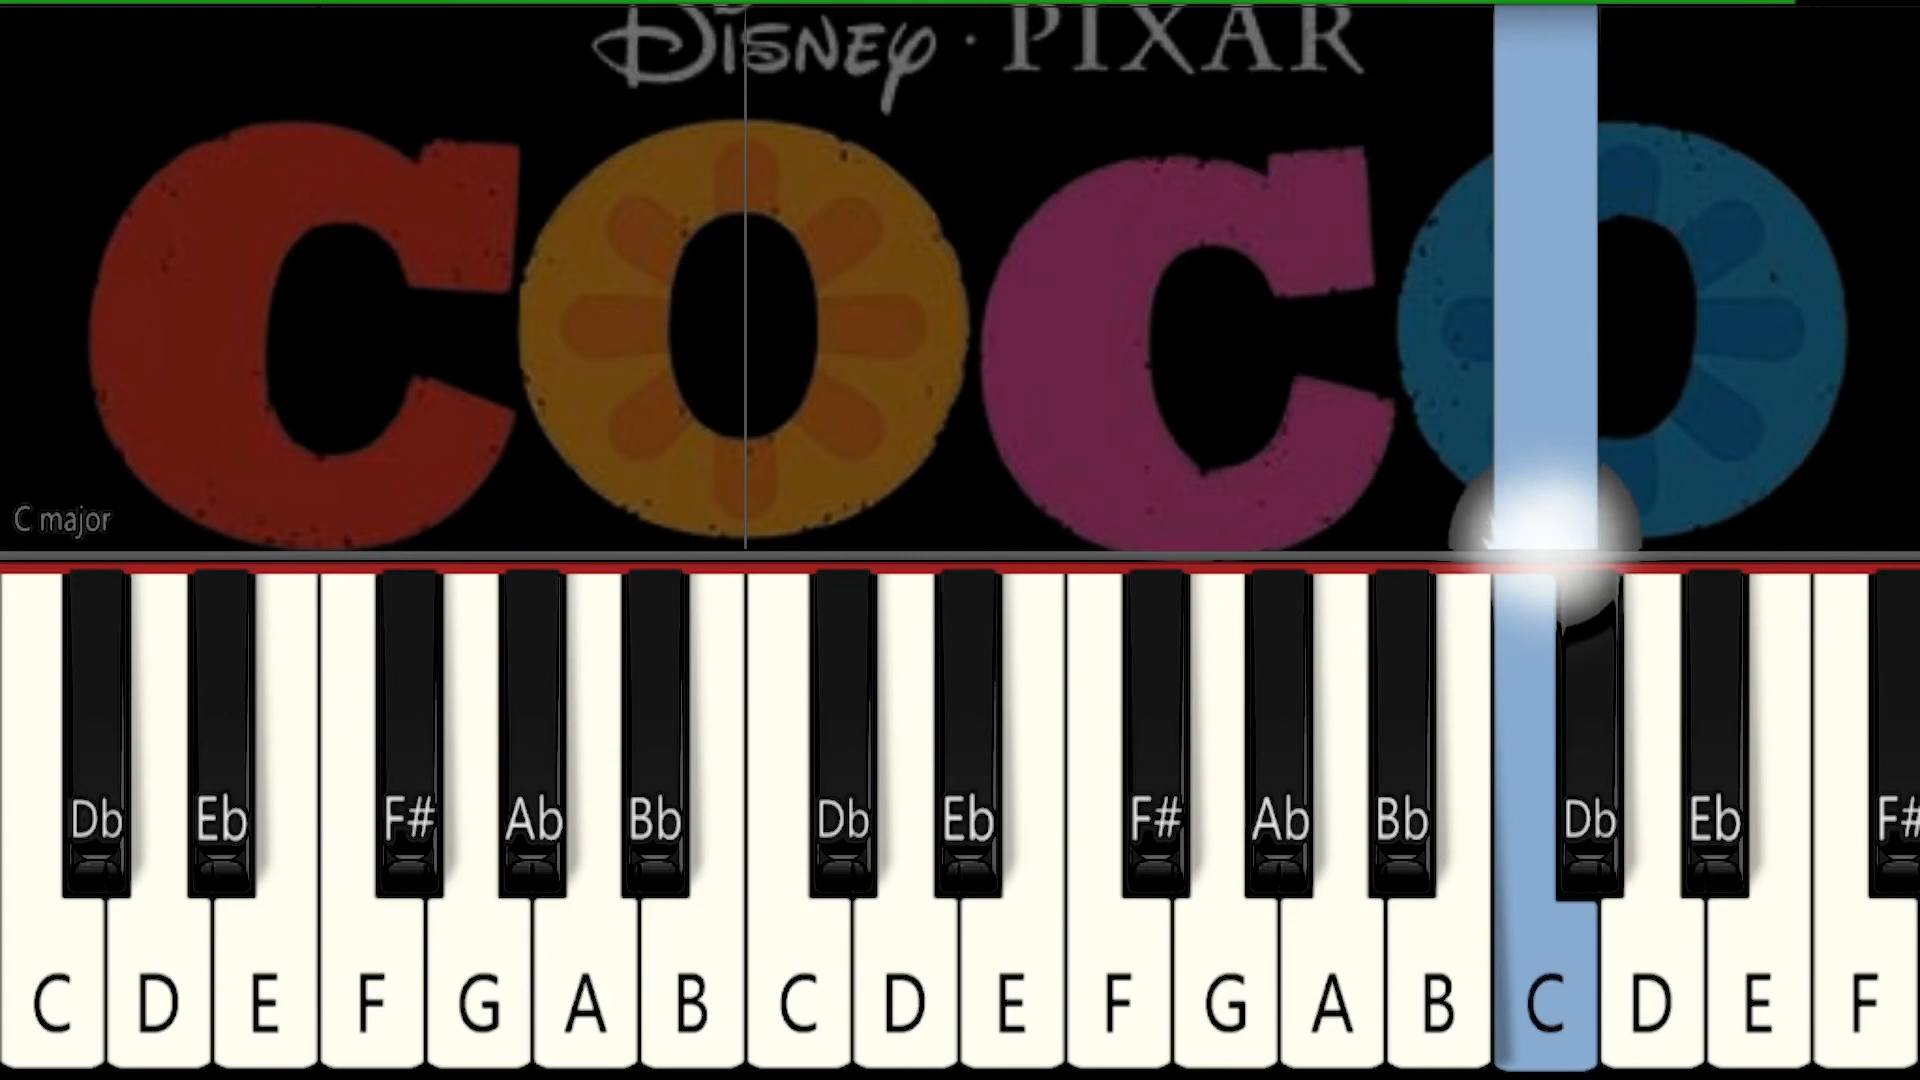 Disney · PIXAR
COCO
C major
Db Eb F# Ab Bb Db Eb F# Ab Bb Db Eb F#
C D E F G A B C D E F G A B C D E F